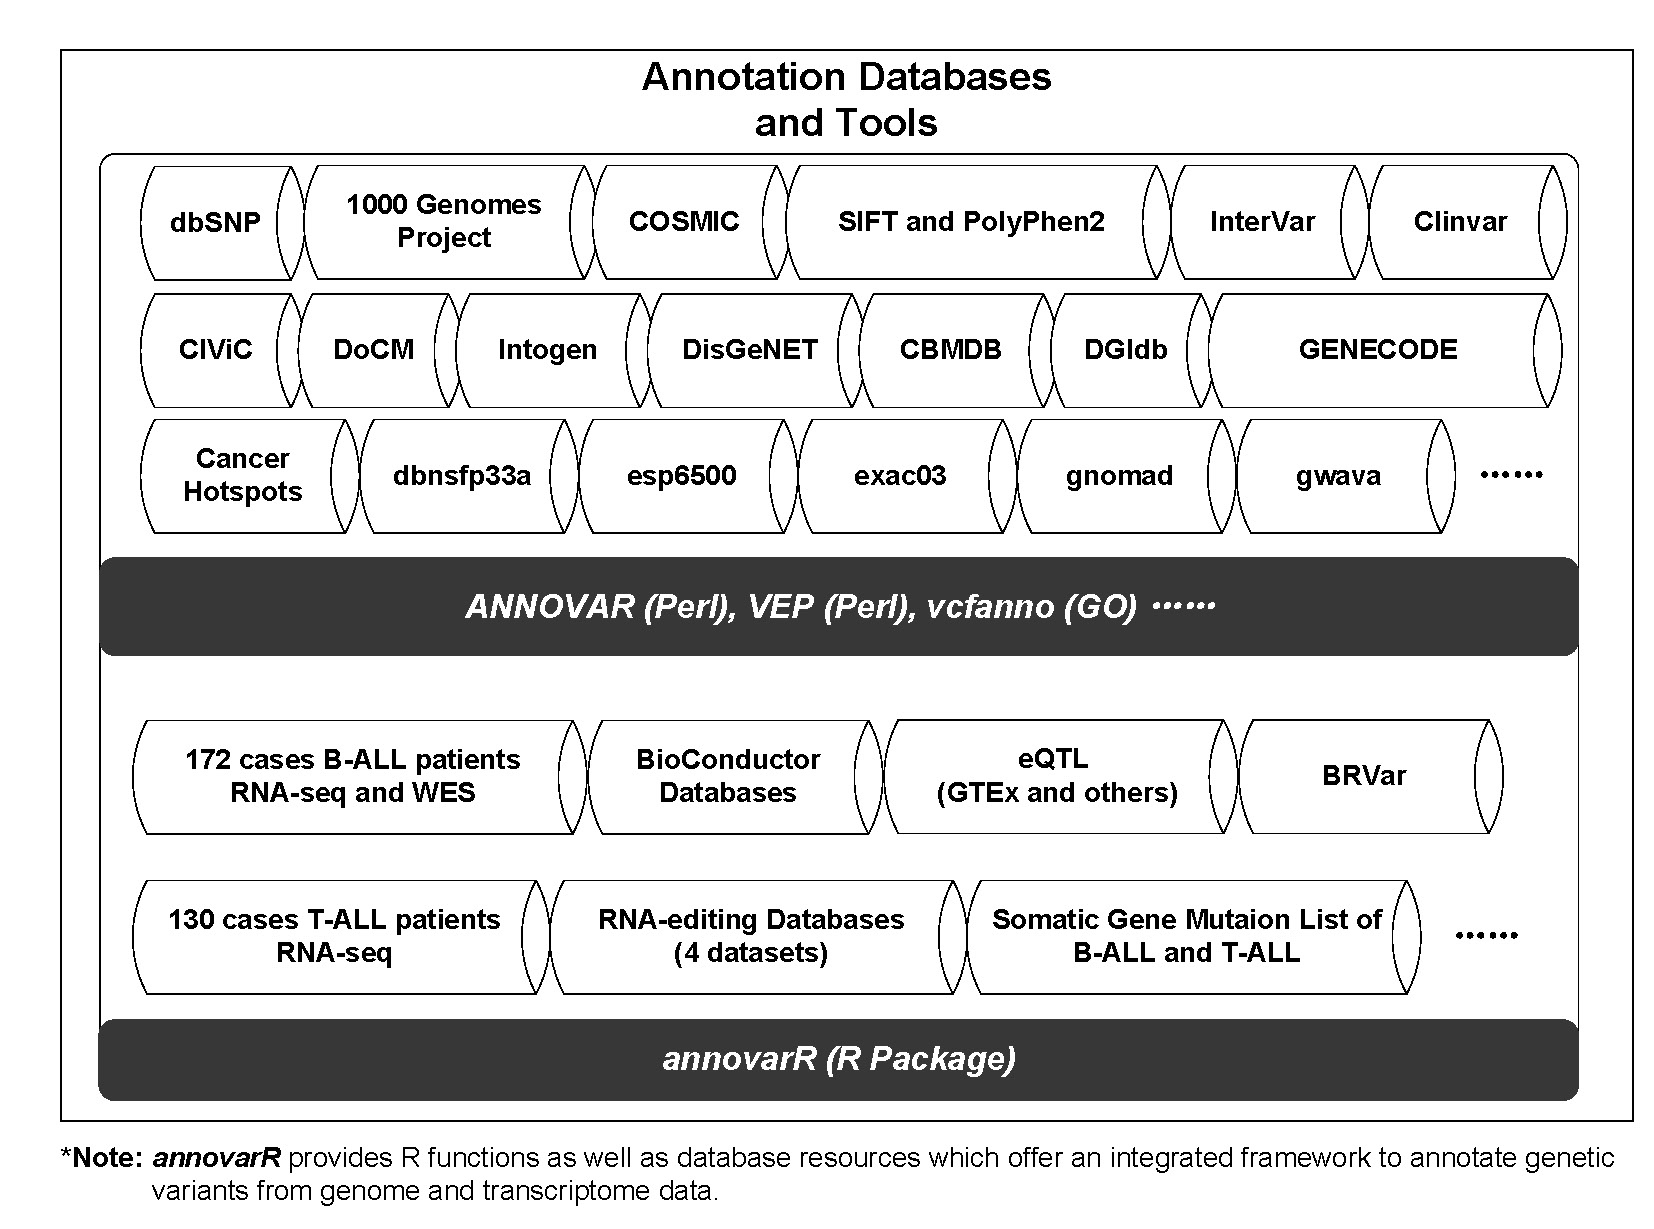 Annotation Databases
and Tools
dbSNP
1000 Genomes
Project
COSMIC
SIFT and PolyPhen2
InterVar
Clinvar
CIViC
DoCM
Intogen
DisGeNET
CBMDB
DGIdb
GENECODE
Cancer
Hotspots
dbnsfp33a
esp6500
exac03
gnomad
gwava
······
ANNOVAR (Perl), VEP (Perl), vcfanno (GO) ······
172 cases B-ALL patients
RNA-seq and WES
BioConductor
Databases
eQTL
(GTEx and others)
BRVar
130 cases T-ALL patients
RNA-seq
RNA-editing Databases
(4 datasets)
Somatic Gene Mutaion List of
B-ALL and T-ALL
······
annovarR (R Package)
*Note: annovarR provides R functions as well as database resources which offer an integrated framework to annotate genetic
variants from genome and transcriptome data.